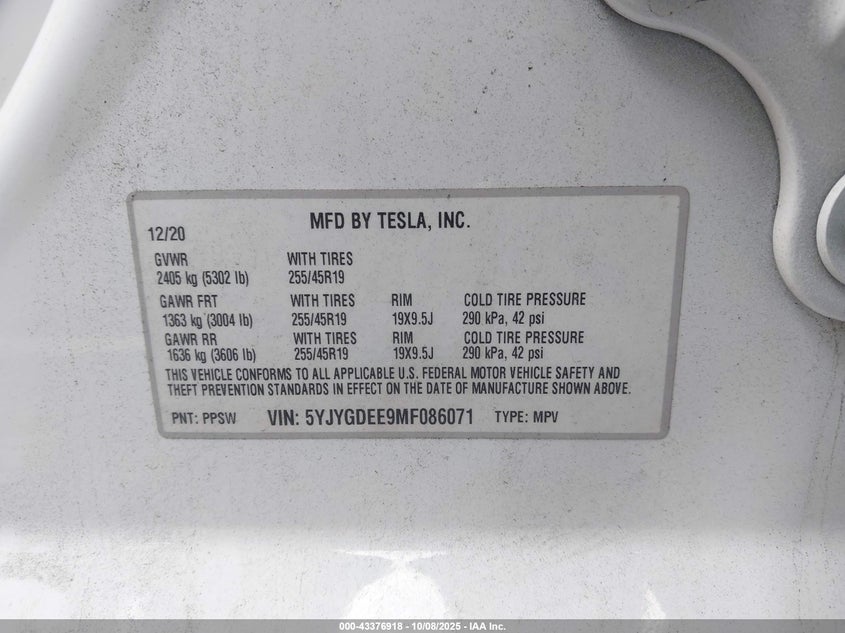 MFD BY TESLA, INC.
12/20
GVWR WITH TIRES
2405 kg (5302 lb) 255/45R19
GAWR FRT WITH TIRES RIM COLD TIRE PRESSURE
1363 kg (3004 lb) 255/45R19 19X9.5J 290 kPa, 42 psi
GAWR RR WITH TIRES RIM COLD TIRE PRESSURE
1636 kg (3606 lb) 255/45R19 19X9.5J 290 kPa, 42 psi
THIS VEHICLE CONFORMS TO ALL APPLICABLE U.S. FEDERAL MOTOR VEHICLE SAFETY AND
THEFT PREVENTION STANDARDS IN EFFECT ON THE DATE OF MANUFACTURE SHOWN ABOVE.
PNT: PPSW VIN: 5YJYGDEE9MF086071 TYPE: MPV
000-43376918 - 10/08/2025 - IAA Inc.